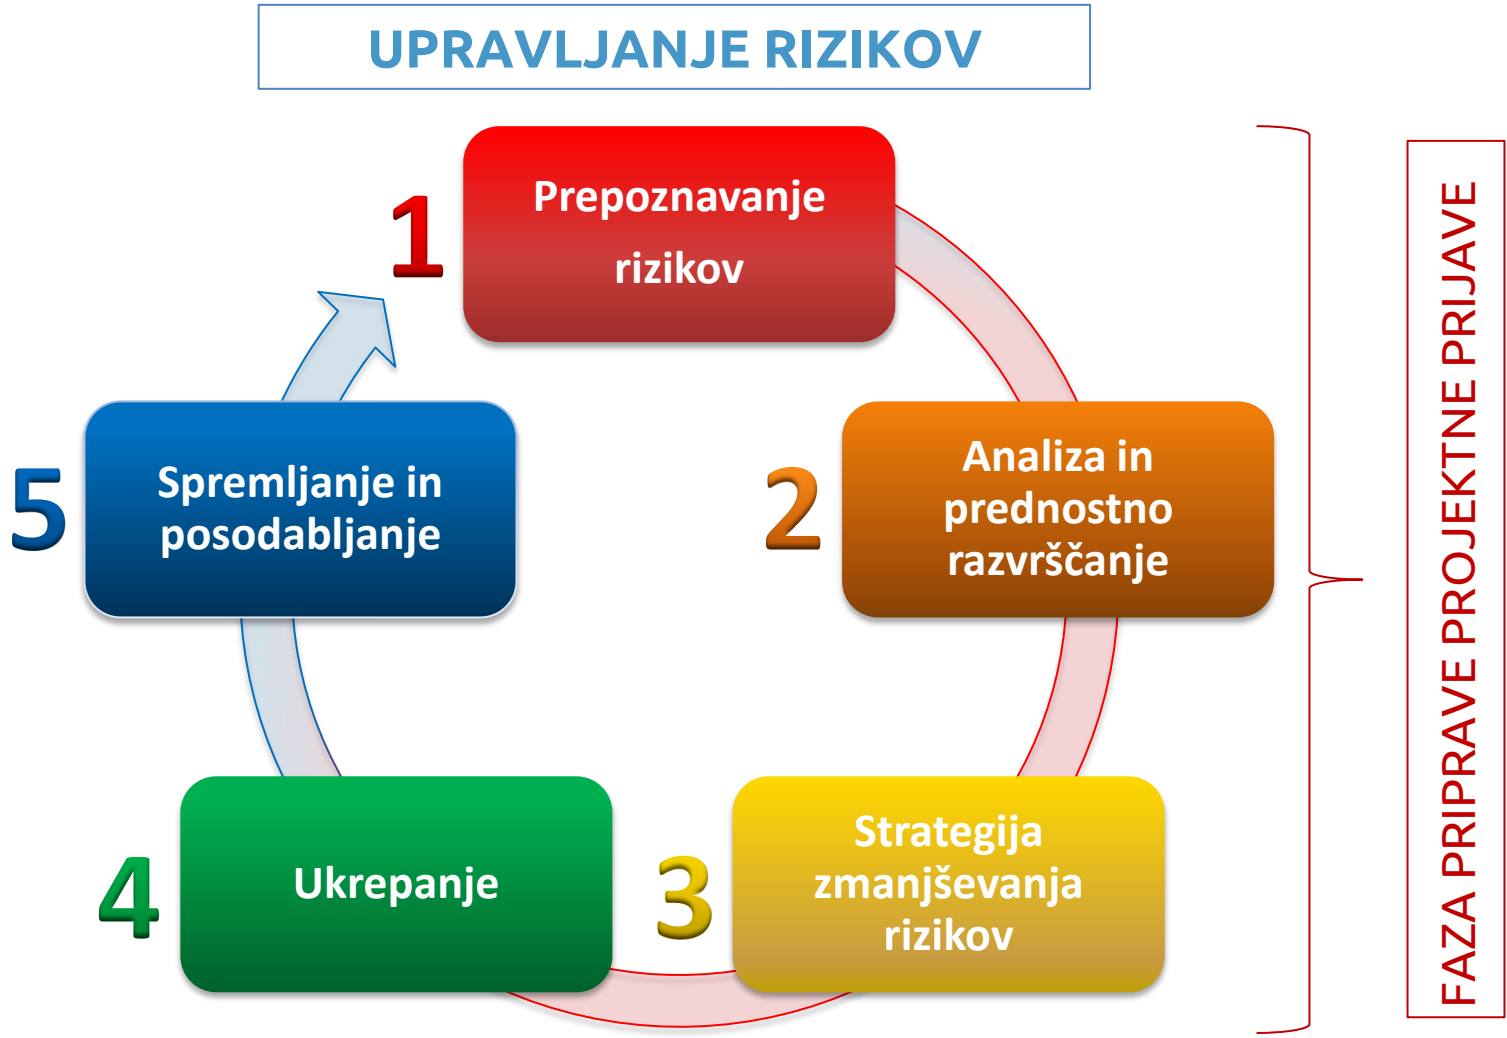 UPRAVLJANJE RIZIKOV
1
Prepoznavanje
rizikov
2
Analiza in
prednostno
razvrščanje
3
Strategija
zmanjševanja
rizikov
4
Ukrepanje
5
Spremljanje in
posodabljanje
FAZA PRIPRAVE PROJEKTNE PRIJAVE